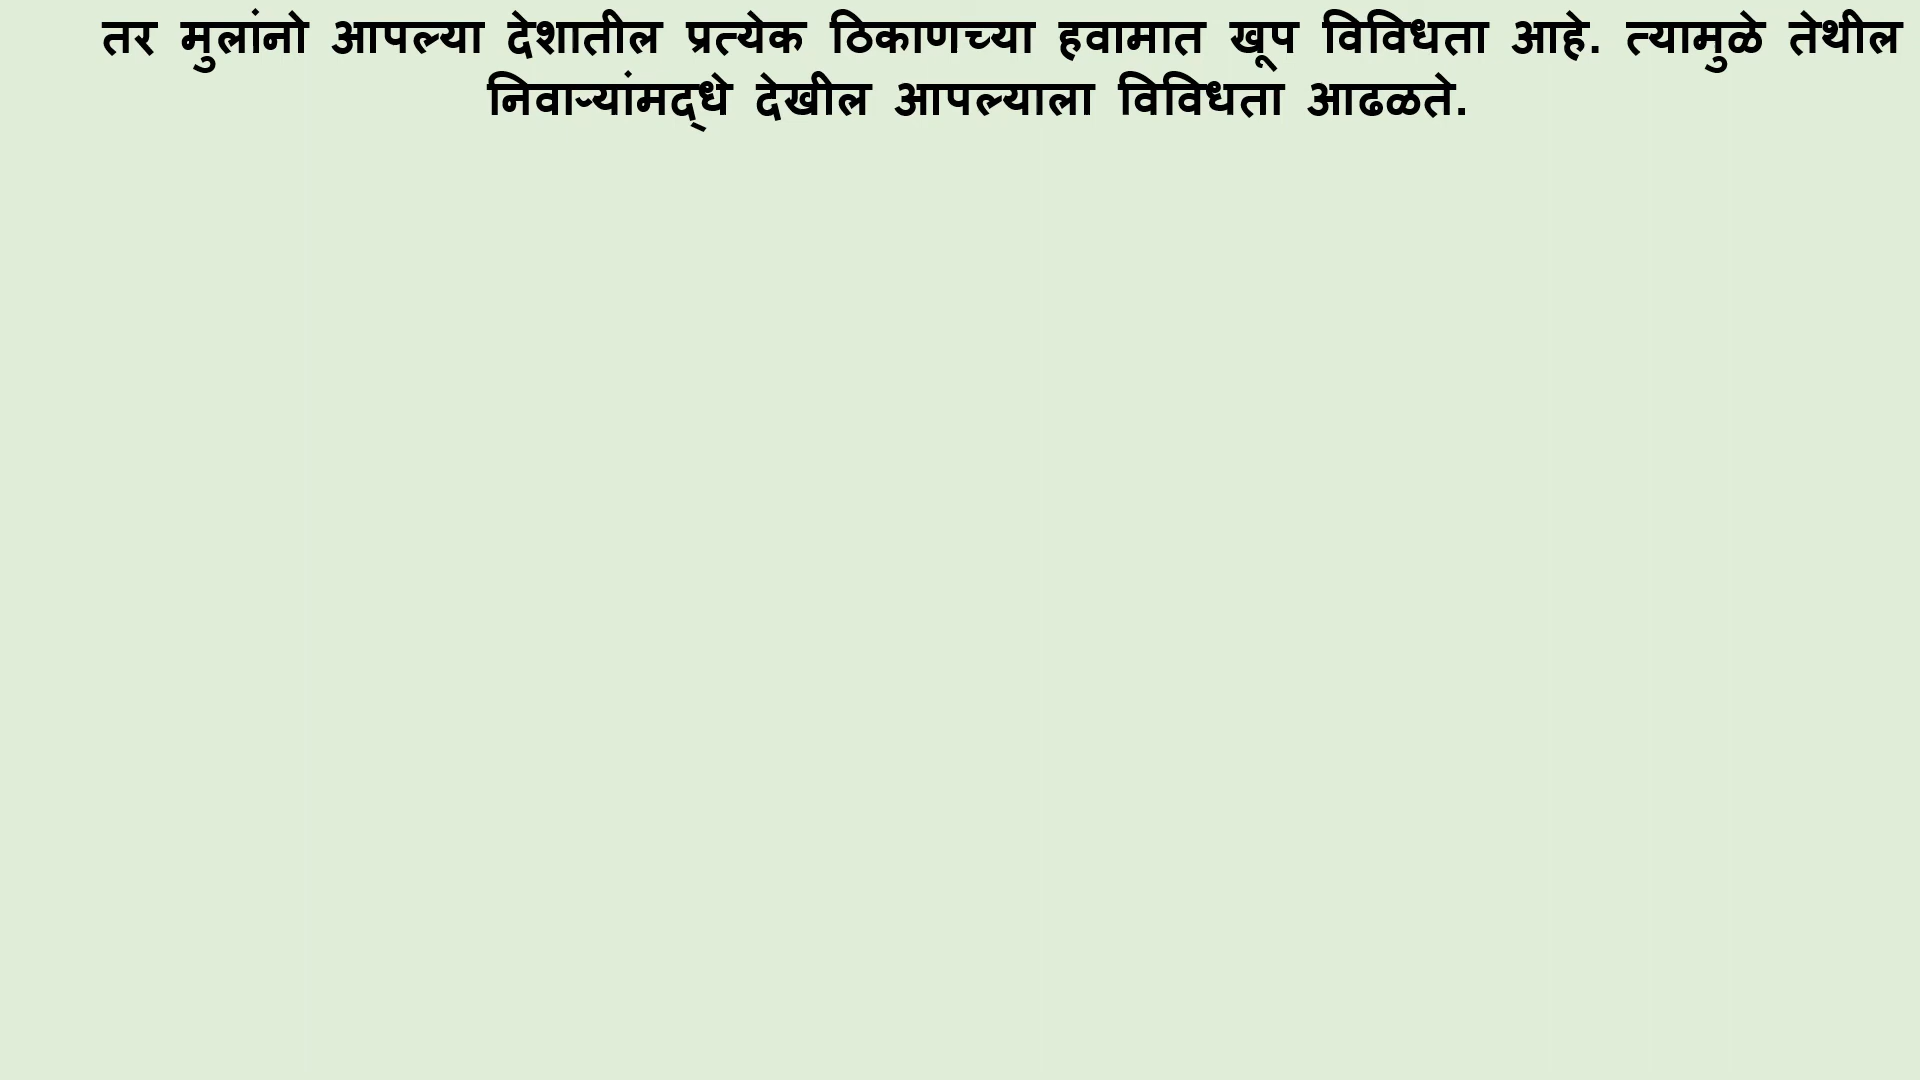 तर मुलांनो आपल्या देशातील प्रत्येक ठिकाणच्या हवामात खूप विविधता आहे. त्यामुळे तेथील
निवाऱ्यांमद्धे देखील आपल्याला विविधता आढळते.